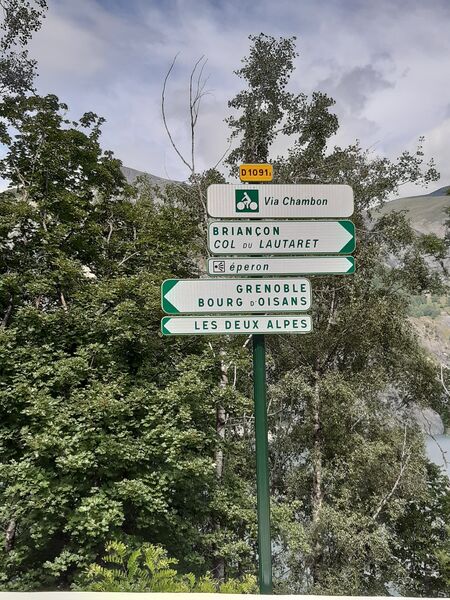 D1091
Via Chambon
BRIANÇON
COL DU LAUTARET
éperon
GRENOBLE
BOURG D'OISANS
LES DEUX ALPES